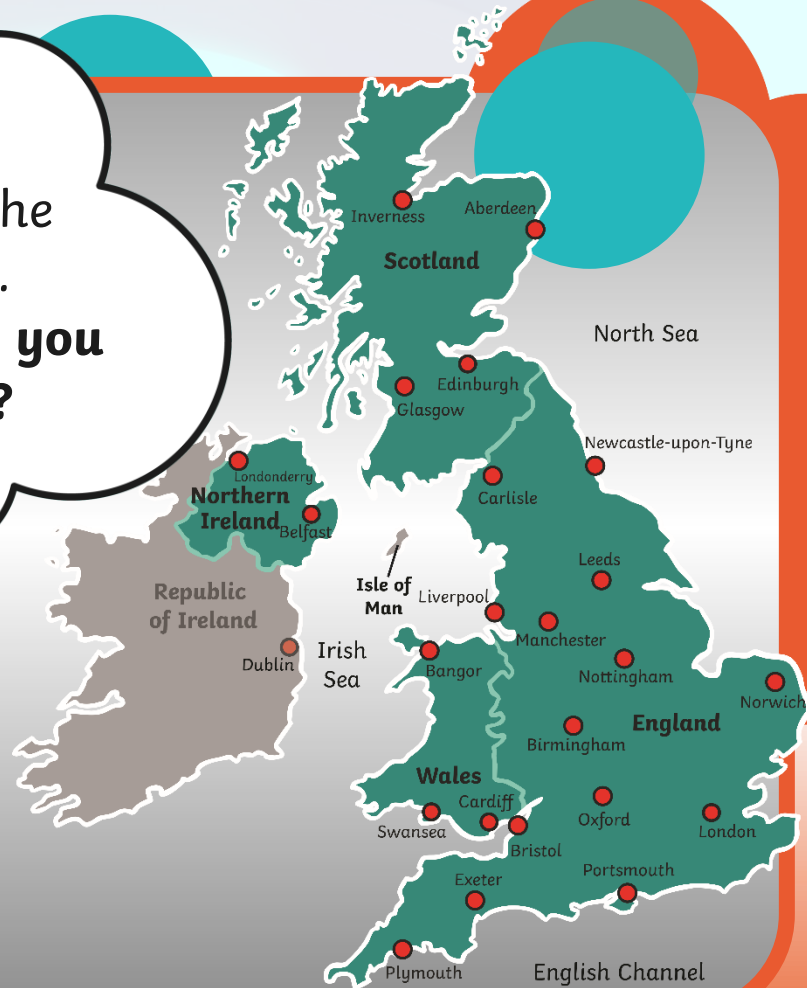 he
.
you
?
Inverness
Aberdeen
Scotland
North Sea
Edinburgh
Glasgow
Newcastle-upon-Tyne
Londonderry
Carlisle
Northern
Ireland
Belfast
Leeds
Isle of
Man
Republic
of Ireland
Liverpool
Manchester
Dublin
Irish
Sea
Bangor
Nottingham
Norwich
England
Birmingham
Wales
Cardiff
Swansea
Oxford
London
Bristol
Portsmouth
Exeter
Plymouth
English Channel